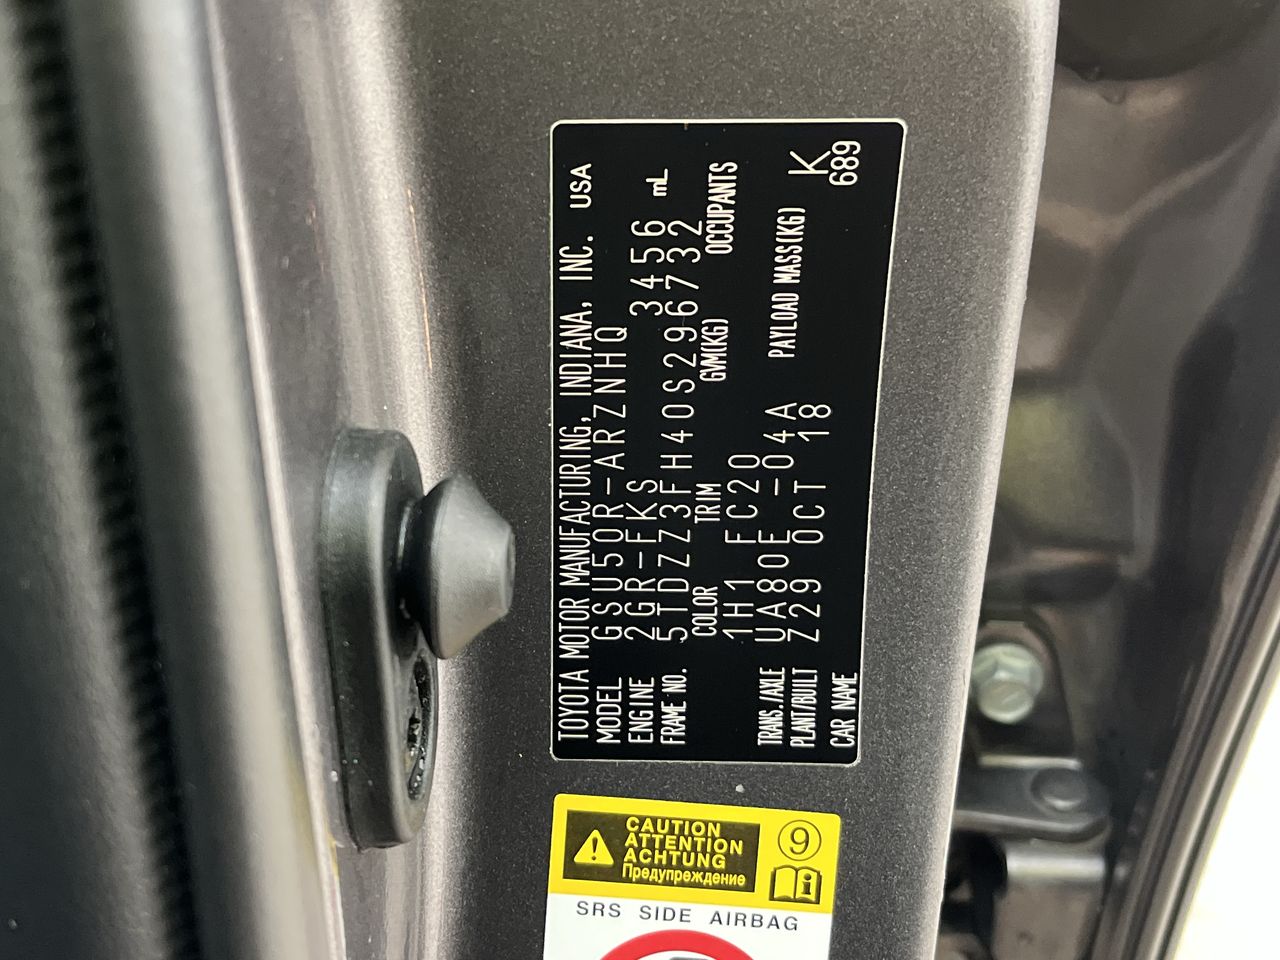 TOYOTA MOTOR MANUFACTURING, INDIANA, INC. USA
MODEL GSU50R-ARZNHQ
ENGINE 2GR-FKS 3456 mL
FRAME NO. 5TDZZ3FH40S296732
COLOR TRIM GVM(KG) OCCUPANTS
1H1 FC20
TRANS./AXLE UA80E -04A
PLANT/BUILT Z29 OCT 18 PAYLOAD MASS(KG) K
CAR NAME 689
CAUTION
ATTENTION
ACHTUNG
Предупреждение
9
i
SRS SIDE AIRBAG